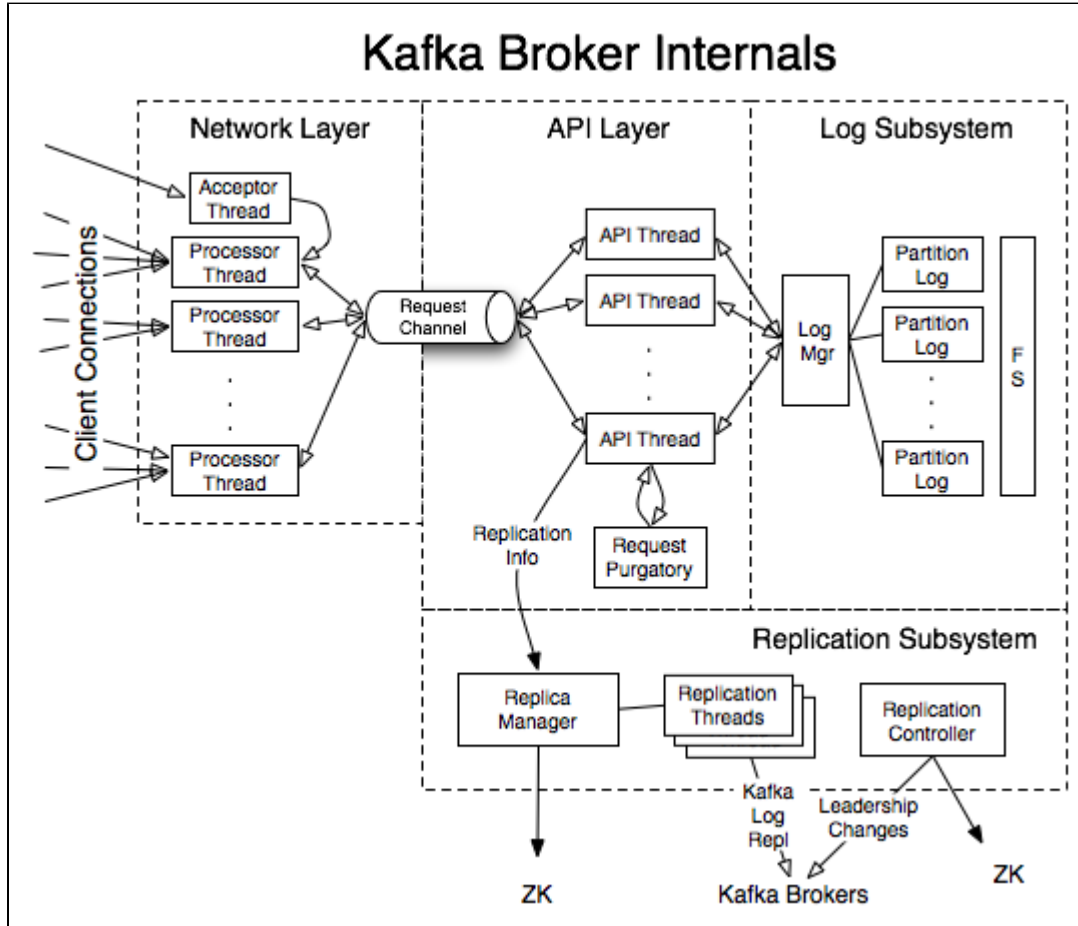 Kafka Broker Internals
Network Layer
API Layer
Log Subsystem
Client Connections
Acceptor
Thread
Processor
Thread
Processor
Thread
.
.
.
Processor
Thread
Request
Channel
API Thread
API Thread
.
.
.
API Thread
Replication
Info
Request
Purgatory
Log
Mgr
Partition
Log
Partition
Log
.
.
.
Partition
Log
F
S
Replication Subsystem
Replica
Manager
Replication
Threads
Replication
Controller
Kafka
Log
Repl
Leadership
Changes
ZK
Kafka Brokers
ZK